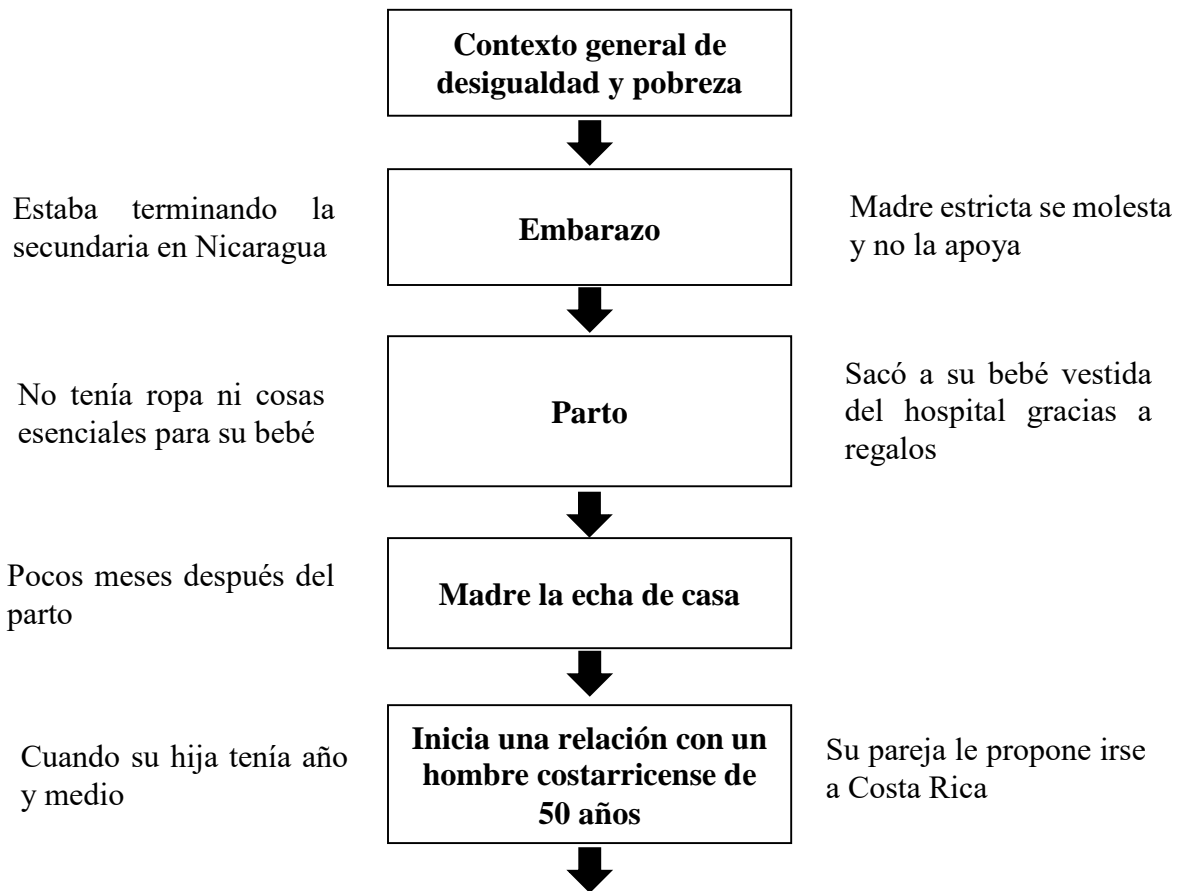 Contexto general de
desigualdad y pobreza
Estaba terminando la
secundaria en Nicaragua
Embarazo
Madre estricta se molesta
y no la apoya
No tenía ropa ni cosas
esenciales para su bebé
Parto
Sacó a su bebé vestida
del hospital gracias a
regalos
Pocos meses después del
parto
Madre la echa de casa
Cuando su hija tenía año
y medio
Inicia una relación con un
hombre costarricense de
50 años
Su pareja le propone irse
a Costa Rica